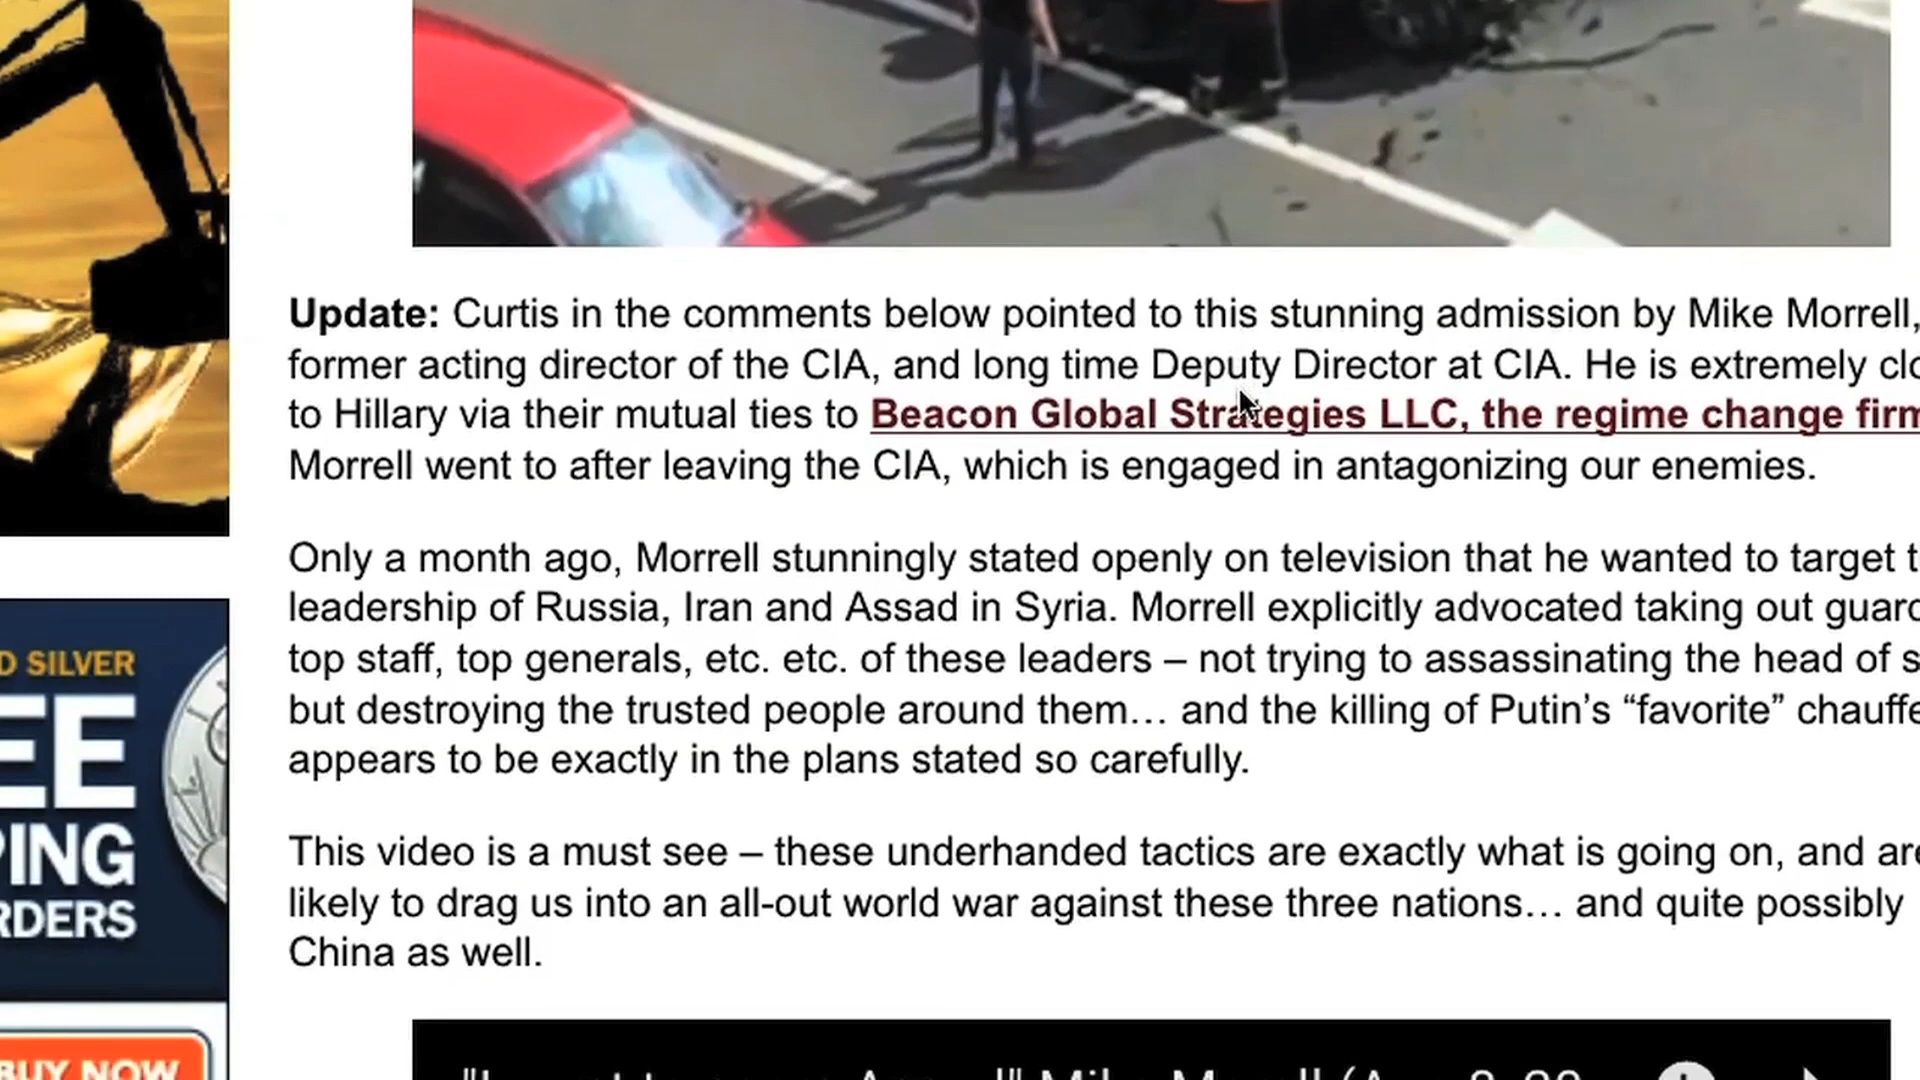 Update: Curtis in the comments below pointed to this stunning admission by Mike Morrell,
former acting director of the CIA, and long time Deputy Director at CIA. He is extremely
to Hillary via their mutual ties to Beacon Global Strategies LLC, the regime change firm
Morrell went to after leaving the CIA, which is engaged in antagonizing our enemies.
Only a month ago, Morrell stunningly stated openly on television that he wanted to target
leadership of Russia, Iran and Assad in Syria. Morrell explicitly advocated taking out
top staff, top generals, etc. etc. of these leaders – not trying to assassinating the head of
but destroying the trusted people around them… and the killing of Putin’s “favorite”
appears to be exactly in the plans stated so carefully.
This video is a must see – these underhanded tactics are exactly what is going on, and are
likely to drag us into an all-out world war against these three nations… and quite possibly
China as well.
D SILVER
EE
PING
RDERS
BUY NOW